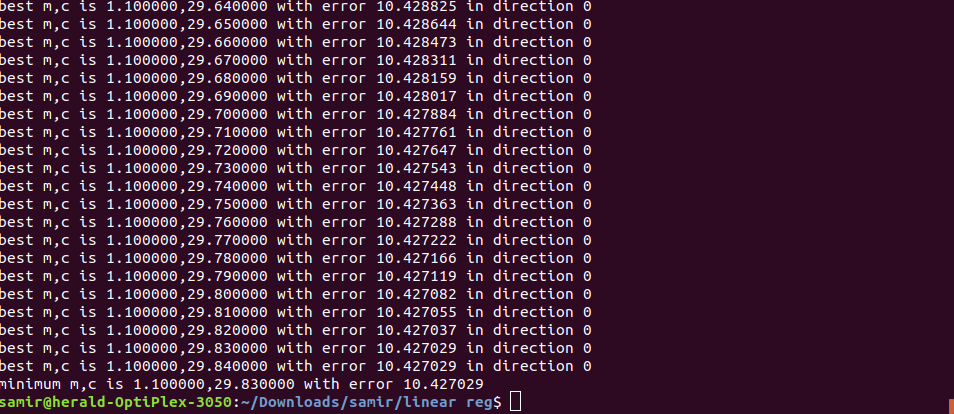 best m,c is 1.100000,29.640000 with error 10.428825 in direction 0
best m,c is 1.100000,29.650000 with error 10.428644 in direction 0
best m,c is 1.100000,29.660000 with error 10.428473 in direction 0
best m,c is 1.100000,29.670000 with error 10.428311 in direction 0
best m,c is 1.100000,29.680000 with error 10.428159 in direction 0
best m,c is 1.100000,29.690000 with error 10.428017 in direction 0
best m,c is 1.100000,29.700000 with error 10.427884 in direction 0
best m,c is 1.100000,29.710000 with error 10.427761 in direction 0
best m,c is 1.100000,29.720000 with error 10.427647 in direction 0
best m,c is 1.100000,29.730000 with error 10.427543 in direction 0
best m,c is 1.100000,29.740000 with error 10.427448 in direction 0
best m,c is 1.100000,29.750000 with error 10.427363 in direction 0
best m,c is 1.100000,29.760000 with error 10.427288 in direction 0
best m,c is 1.100000,29.770000 with error 10.427222 in direction 0
best m,c is 1.100000,29.780000 with error 10.427166 in direction 0
best m,c is 1.100000,29.790000 with error 10.427119 in direction 0
best m,c is 1.100000,29.800000 with error 10.427082 in direction 0
best m,c is 1.100000,29.810000 with error 10.427055 in direction 0
best m,c is 1.100000,29.820000 with error 10.427037 in direction 0
best m,c is 1.100000,29.830000 with error 10.427029 in direction 0
best m,c is 1.100000,29.840000 with error 10.427029 in direction 0
minimum m,c is 1.100000,29.830000 with error 10.427029
samir@herald-OptiPlex-3050:~/Downloads/samir/linear reg$